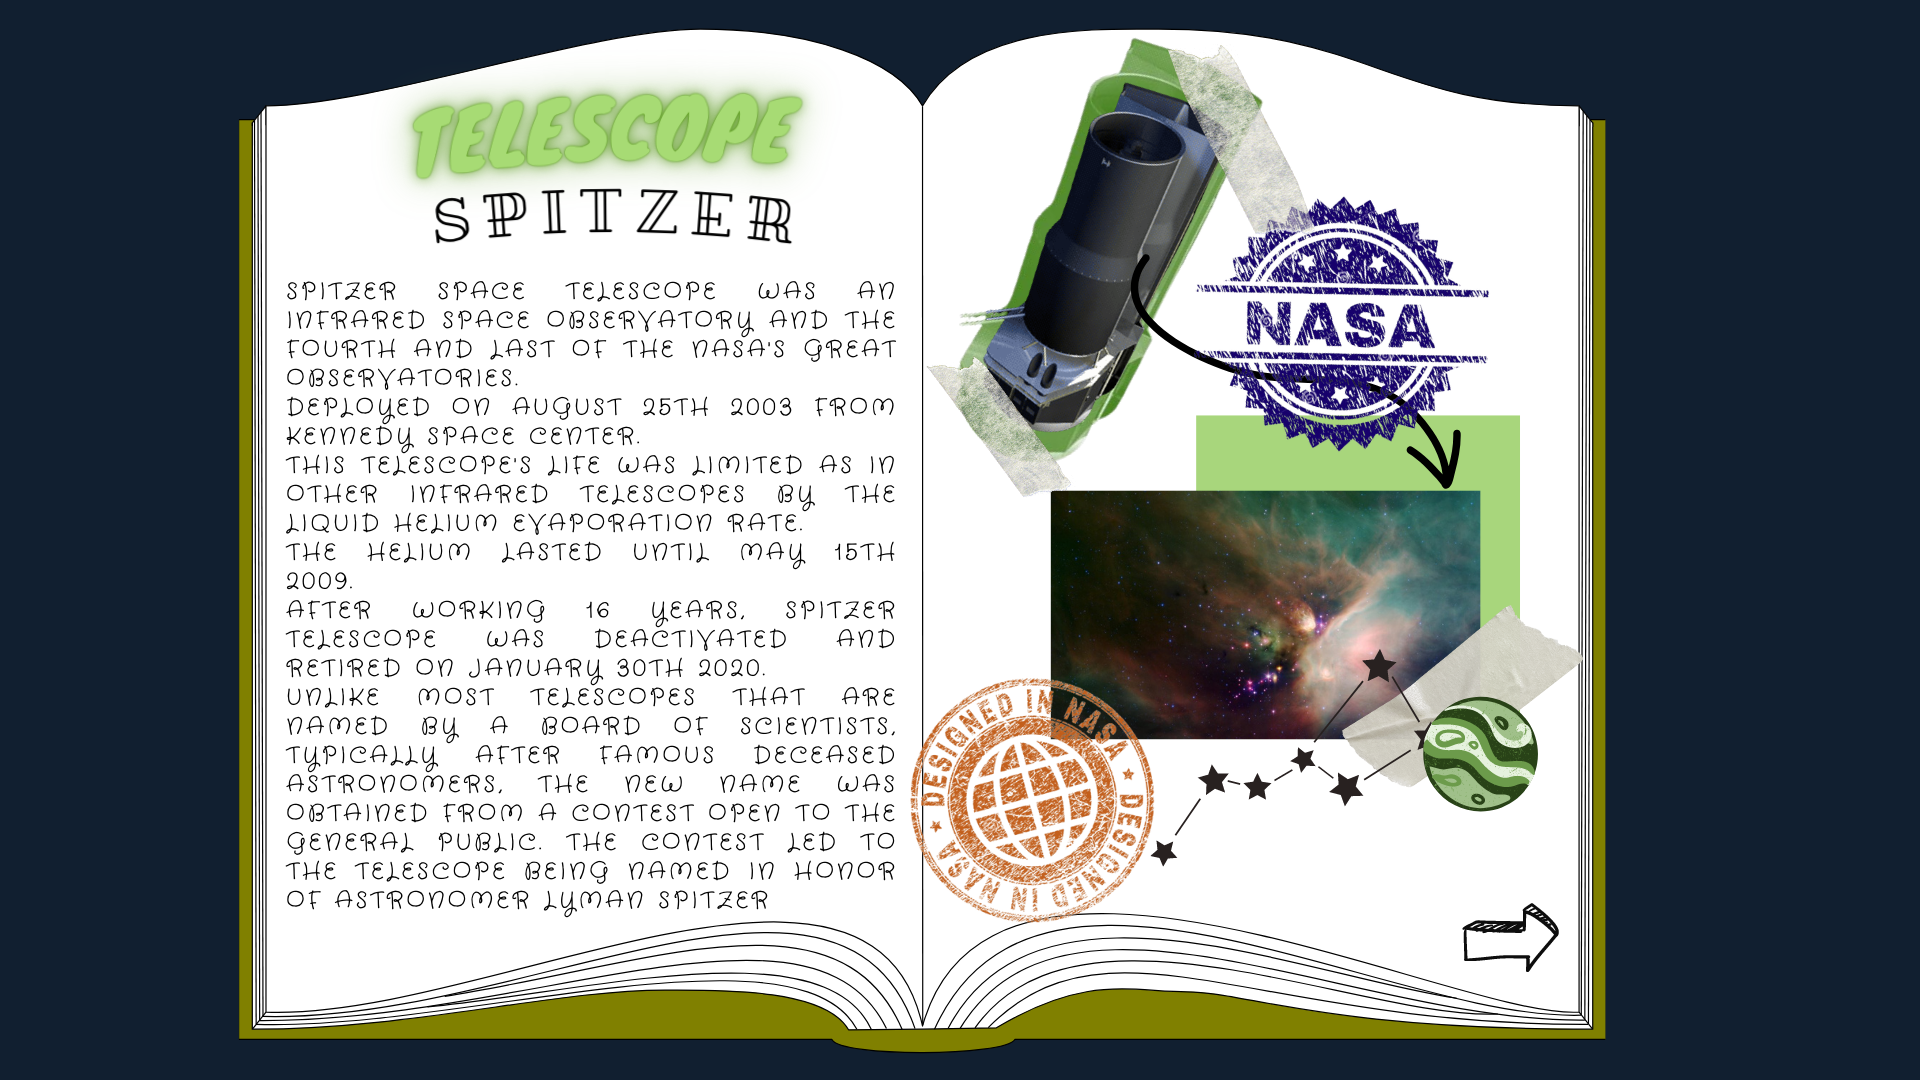 TELESCOPE
SPITZER
SPITZER SPACE TELESCOPE WAS AN
INFRARED SPACE OBSERVATORY AND THE
FOURTH AND LAST OF THE NASA'S GREAT
OBSERVATORIES.
DEPLOYED ON AUGUST 25TH 2003 FROM
KENNEDY SPACE CENTER.
THIS TELESCOPE'S LIFE WAS LIMITED AS IN
OTHER INFRARED TELESCOPES BY THE
LIQUID HELIUM EVAPORATION RATE.
THE HELIUM LASTED UNTIL MAY 15TH
2009.
AFTER WORKING 16 YEARS, SPITZER
TELESCOPE WAS DEACTIVATED AND
RETIRED ON JANUARY 30TH 2020.
UNLIKE MOST TELESCOPES THAT ARE
NAMED BY A BOARD OF SCIENTISTS,
TYPICALLY AFTER FAMOUS DECEASED
ASTRONOMERS, THE NEW NAME WAS
OBTAINED FROM A CONTEST OPEN TO THE
GENERAL PUBLIC. THE CONTEST LED TO
THE TELESCOPE BEING NAMED IN HONOR
OF ASTRONOMER LYMAN SPITZER
NASA
DESIGNED IN NASA
DESIGNED IN NASA